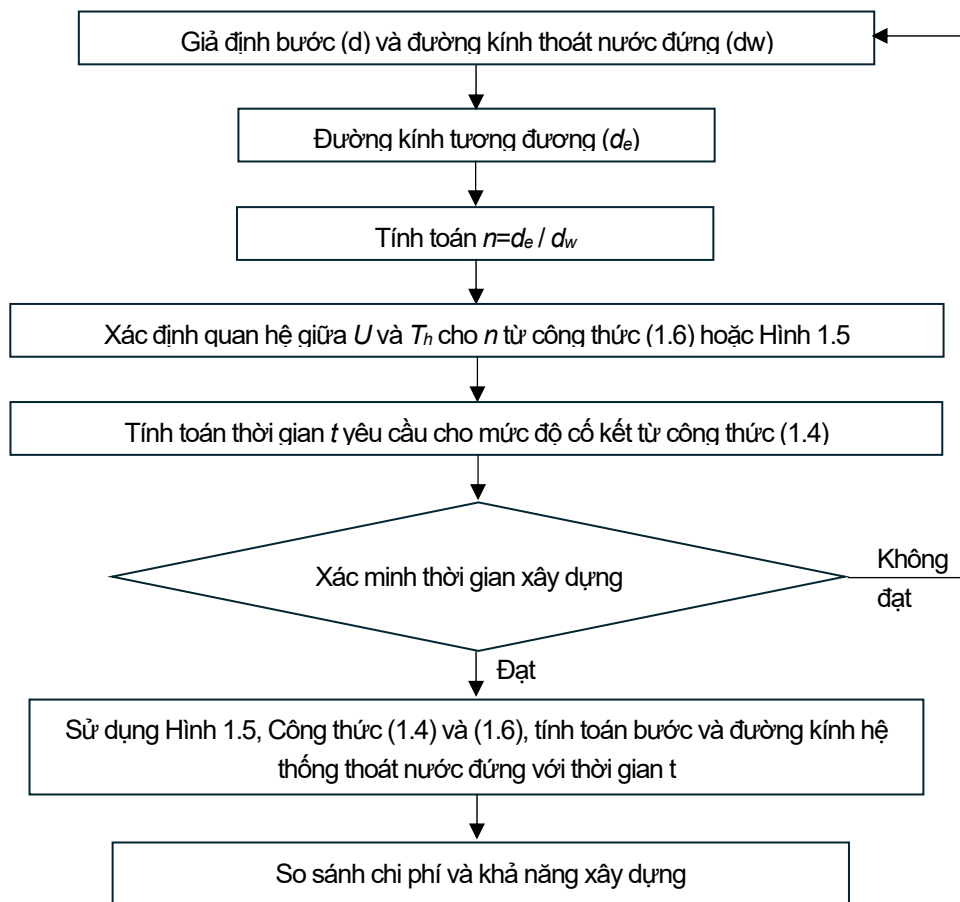 Giả định bước (d) và đường kính thoát nước đứng (dw)
Đường kính tương đương (de)
Tính toán n=de / dw
Xác định quan hệ giữa U và Th cho n từ công thức (1.6) hoặc Hình 1.5
Tính toán thời gian t yêu cầu cho mức độ cố kết từ công thức (1.4)
Xác minh thời gian xây dựng
Không
đạt
Đạt
Sử dụng Hình 1.5, Công thức (1.4) và (1.6), tính toán bước và đường kính hệ
thống thoát nước đứng với thời gian t
So sánh chi phí và khả năng xây dựng